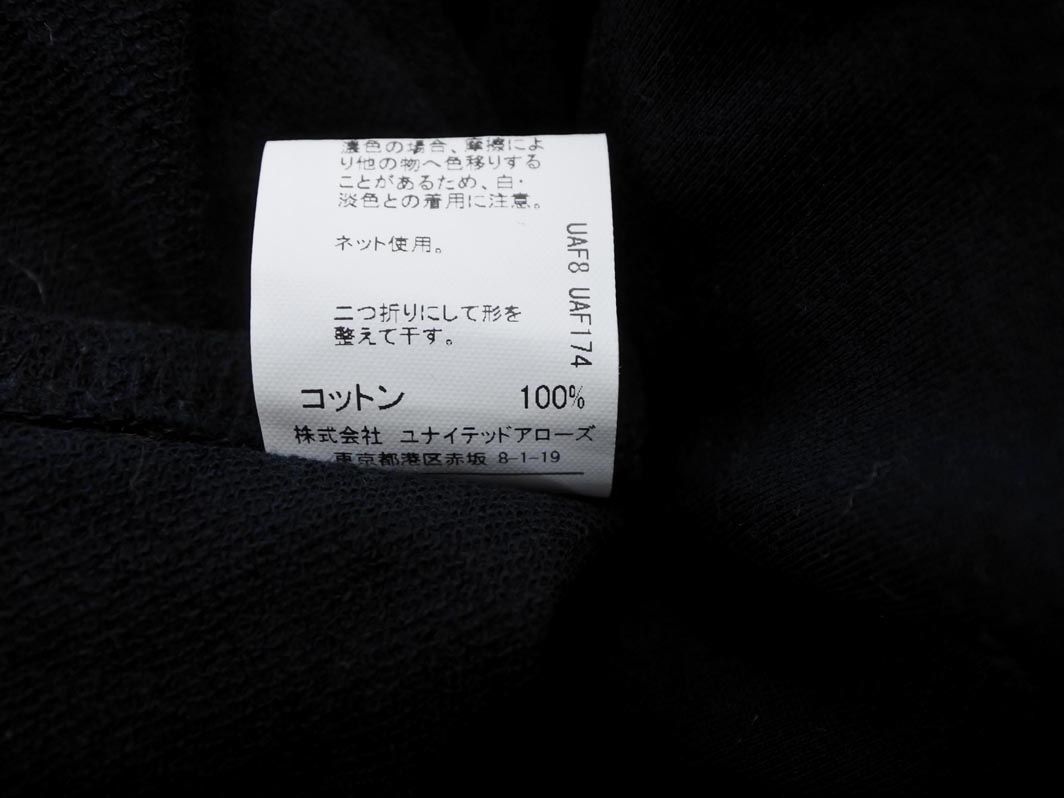 濃色の場合、摩擦によ
り他の物へ色移りする
ことがあるため、白・
淡色との着用に注意。
ネット使用。
二つ折りにして形を
整えて干す。
コットン 100%
株式会社 ユナイテッドアローズ
東京都港区赤坂 8-1-19
UAF8 UAF174